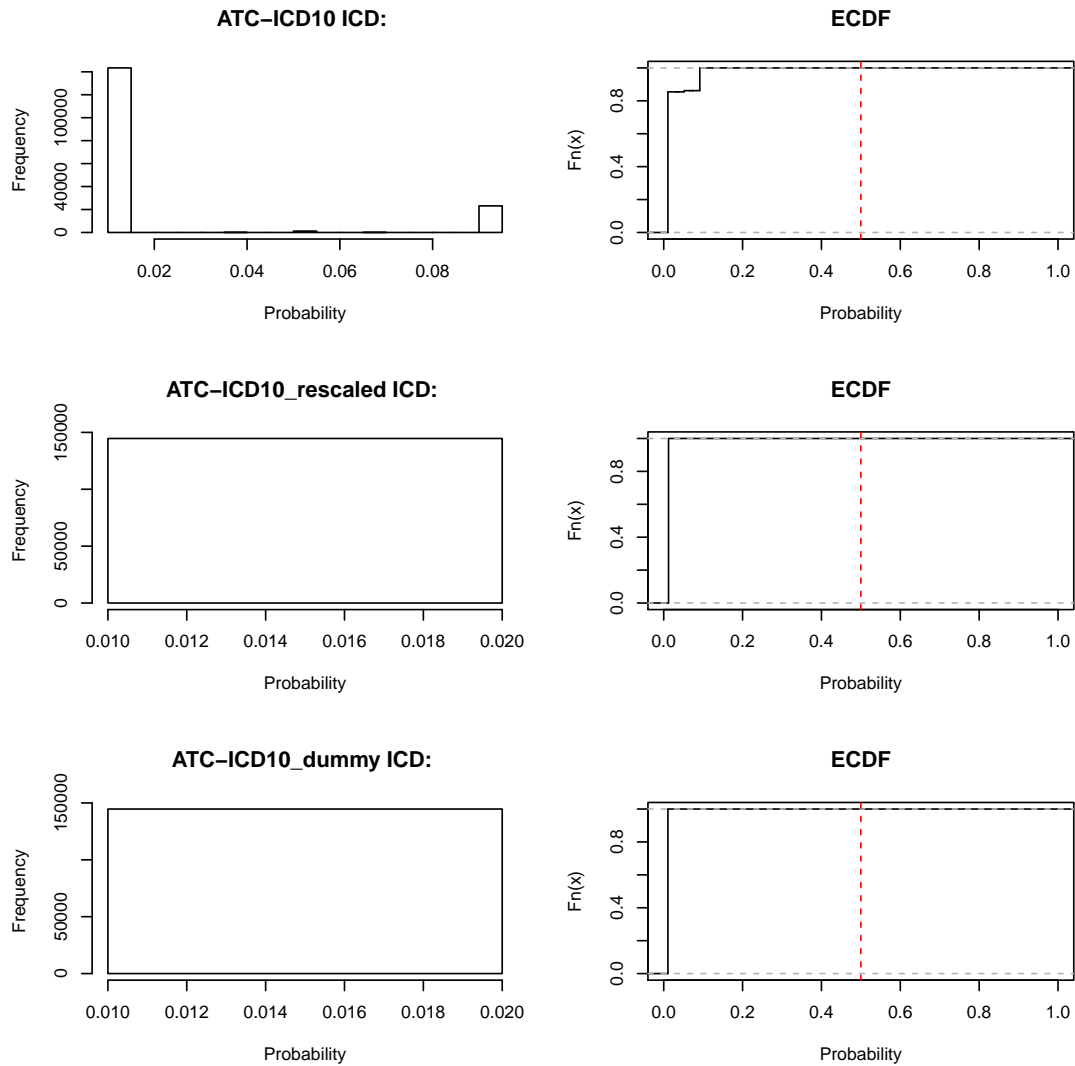 ATC−ICD10 ICD:
ECDF
Frequency
0 40000 100000
0.02 0.04 0.06 0.08
Probability
Fn(x)
0.0 0.4 0.8
0.0 0.2 0.4 0.6 0.8 1.0
Probability
ATC−ICD10_rescaled ICD:
ECDF
Frequency
0 50000 150000
0.010 0.012 0.014 0.016 0.018 0.020
Probability
Fn(x)
0.0 0.4 0.8
0.0 0.2 0.4 0.6 0.8 1.0
Probability
ATC−ICD10_dummy ICD:
ECDF
Frequency
0 50000 150000
0.010 0.012 0.014 0.016 0.018 0.020
Probability
Fn(x)
0.0 0.4 0.8
0.0 0.2 0.4 0.6 0.8 1.0
Probability